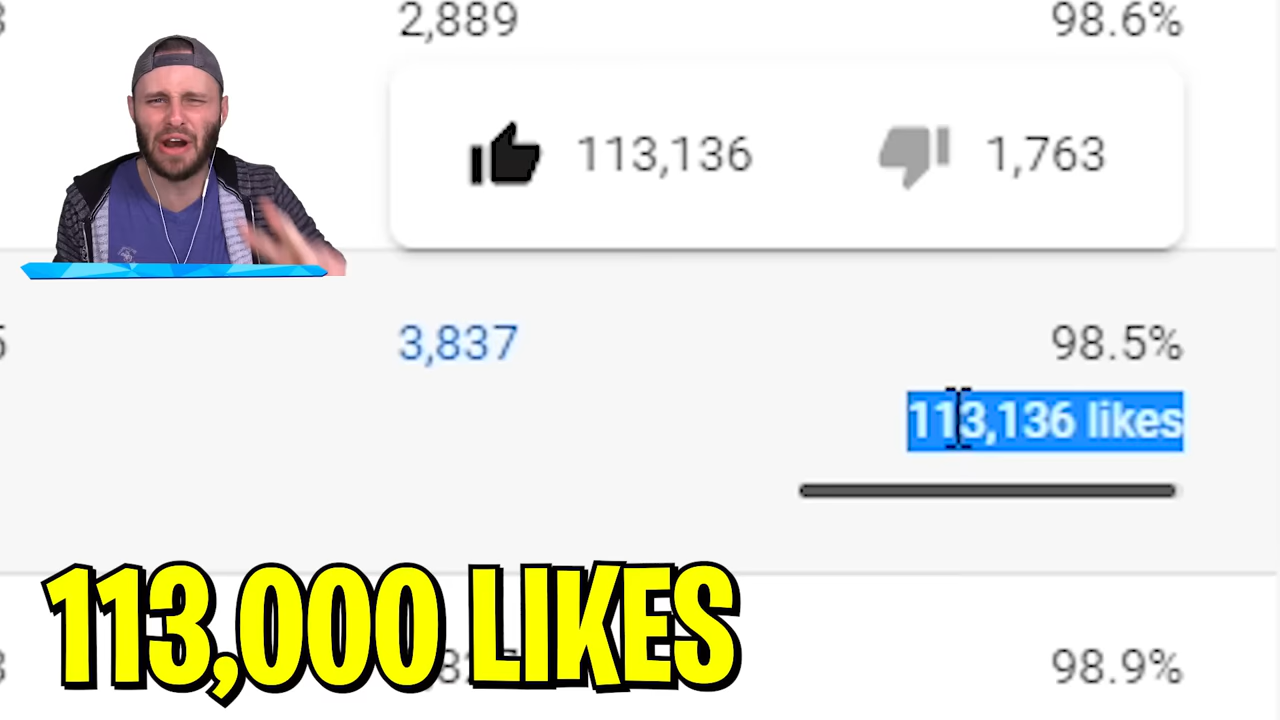 2,889 98.6%
113,136 1,763
3,837 98.5%
113,136 likes
113,000 LIKES
98.9%